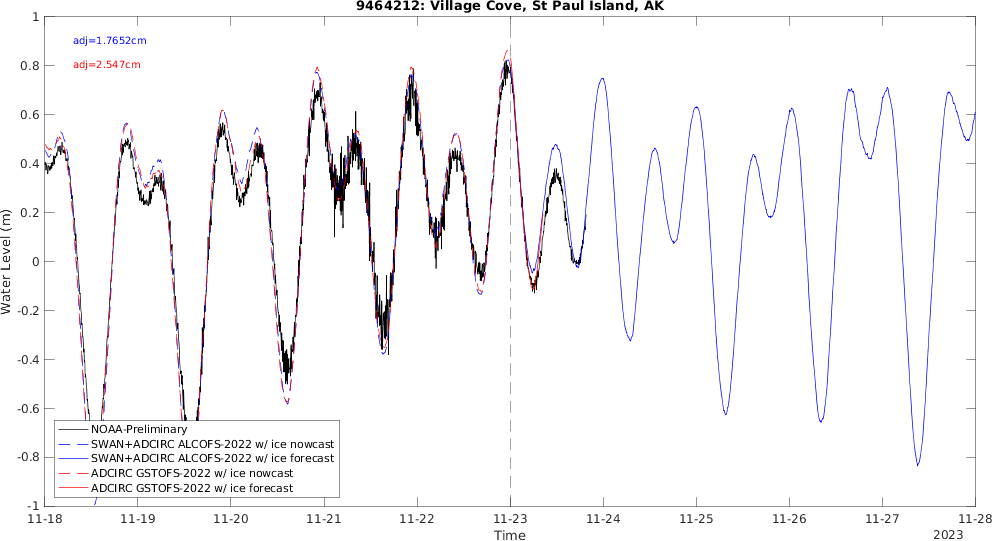 9464212: Village Cove, St Paul Island, AK
adj=1.7652cm
adj=2.547cm
Water Level (m)
1
0.8
0.6
0.4
0.2
0
-0.2
-0.4
-0.6
-0.8
-1
NOAA-Preliminary
SWAN+ADCIRC ALCOFS-2022 w/ ice nowcast
SWAN+ADCIRC ALCOFS-2022 w/ ice forecast
ADCIRC GSTOFS-2022 w/ ice nowcast
ADCIRC GSTOFS-2022 w/ ice forecast
11-18 11-19 11-20 11-21 11-22 11-23 11-24 11-25 11-26 11-27 11-28
Time
2023